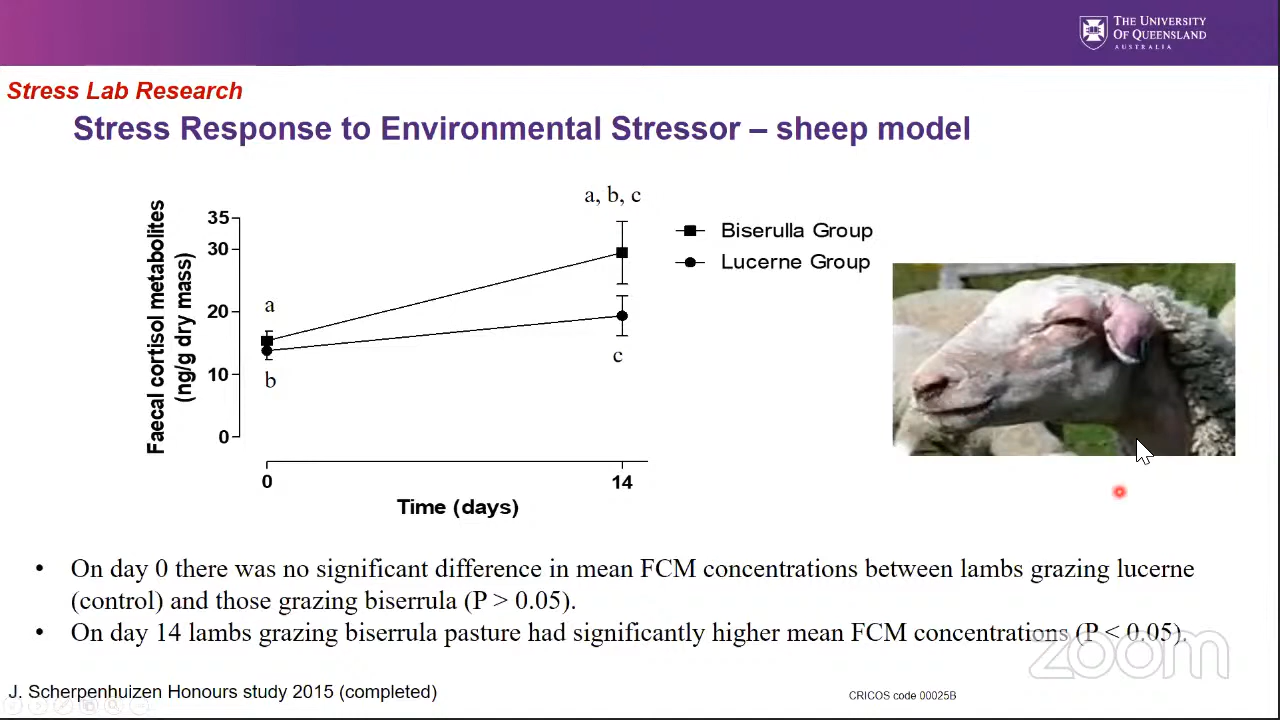 THE UNIVERSITY
OF QUEENSLAND
AUSTRALIA
Stress Lab Research
Stress Response to Environmental Stressor – sheep model
Faecal cortisol metabolites
(ng/g dry mass)
35
30
20
10
0
a, b, c
a
b
c
Biserulla Group
Lucerne Group
0
14
Time (days)
• On day 0 there was no significant difference in mean FCM concentrations between lambs grazing lucerne
(control) and those grazing biserrula (P > 0.05).
• On day 14 lambs grazing biserrula pasture had significantly higher mean FCM concentrations (P < 0.05).
zoom
J. Scherpenhuizen Honours study 2015 (completed)
CRICOS code 00025B